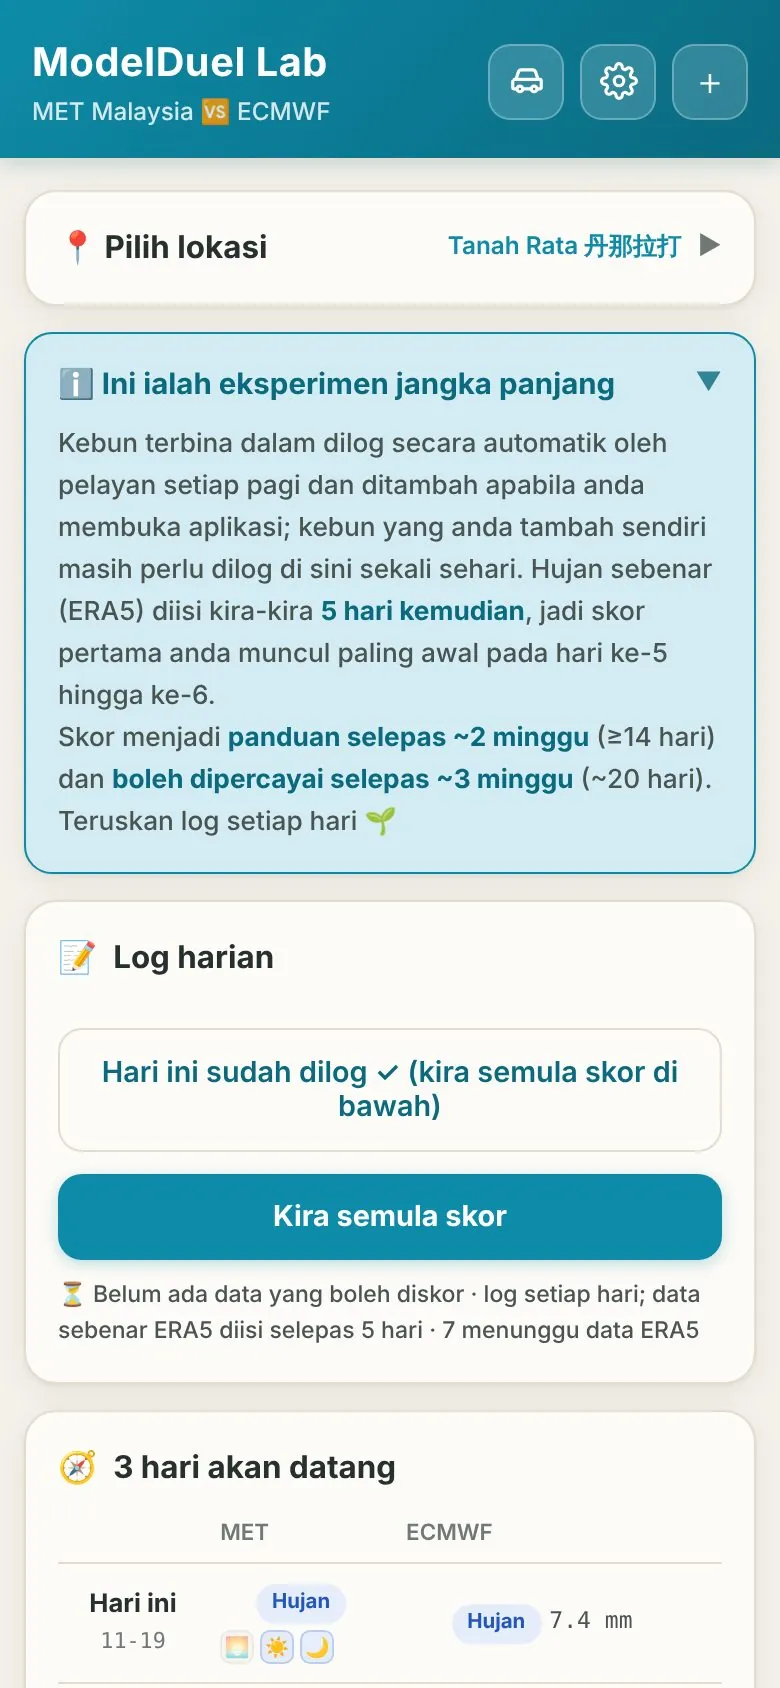 ModelDuel Lab
MET Malaysia 🆚 ECMWF
+
📍 Pilih lokasi
Tanah Rata 丹那拉打 ▶
ℹ️ Ini ialah eksperimen jangka panjang ▼
Kebun terbina dalam dilog secara automatik oleh
pelayan setiap pagi dan ditambah apabila anda
membuka aplikasi; kebun yang anda tambah sendiri
masih perlu dilog di sini sekali sehari. Hujan sebenar
(ERA5) diisi kira-kira 5 hari kemudian, jadi skor
pertama anda muncul paling awal pada hari ke-5
hingga ke-6.
Skor menjadi panduan selepas ~2 minggu (≥14 hari)
dan boleh dipercayai selepas ~3 minggu (~20 hari).
Teruskan log setiap hari 🌱
📝 Log harian
Hari ini sudah dilog ✓ (kira semula skor di
bawah)
Kira semula skor
⏳ Belum ada data yang boleh diskor · log setiap hari; data
sebenar ERA5 diisi selepas 5 hari · 7 menunggu data ERA5
🧭 3 hari akan datang
MET ECMWF
Hari ini
11-19
Hujan
🌅 ☀️ 🌙
Hujan 7.4 mm